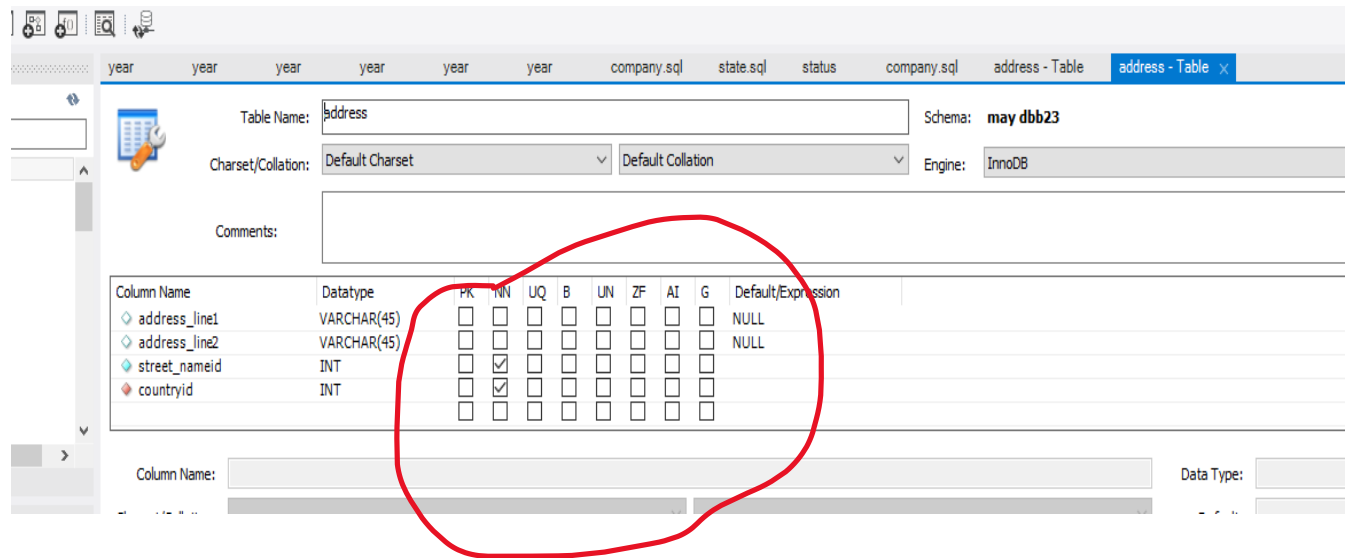 year year year year year year company.sql state.sql status company.sql address - Table address - Table
Table Name: address Schema: may dbb23
Charset/Collation: Default Charset Default Collation Engine: InnoDB
Comments:
Column Name Datatype PK NN UQ B UN ZF AI G Default/Expression
address_line1 VARCHAR(45) NULL
address_line2 VARCHAR(45) NULL
street_nameid INT
countryid INT
Column Name: Data Type: